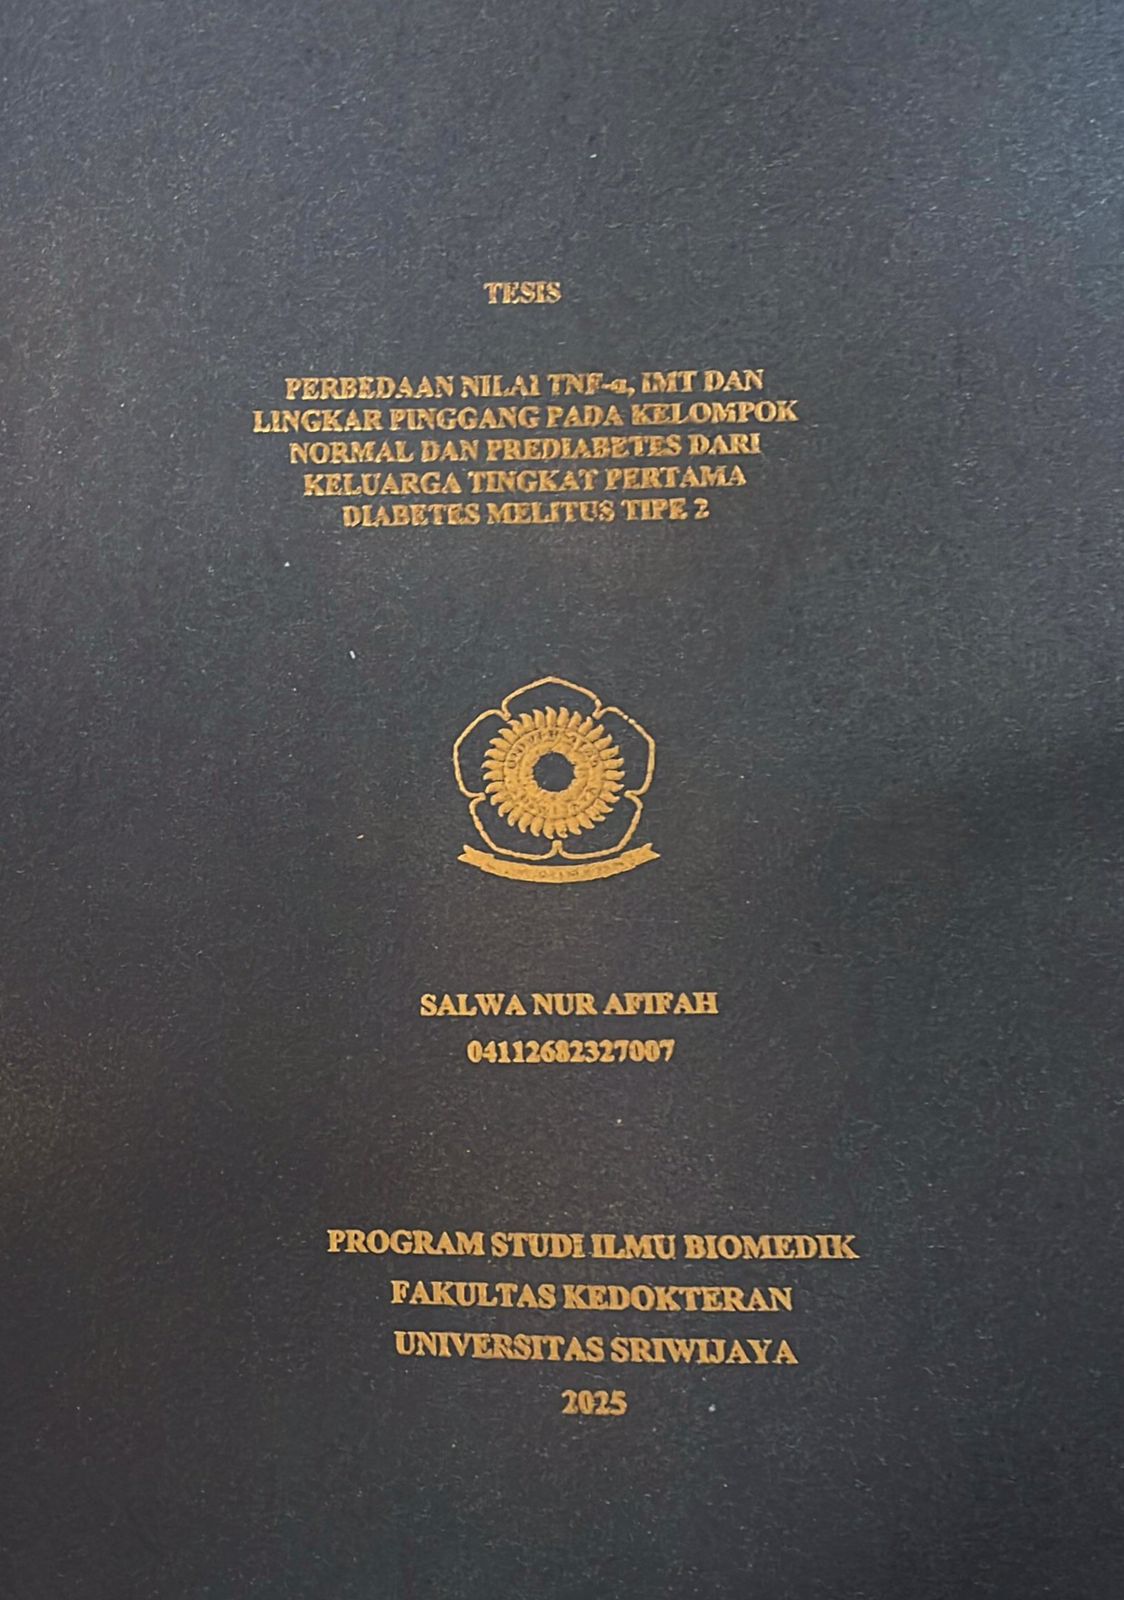 TESIS
PERBEDAAN NILAI TNF-α, IMT DAN
LINGKAR PINGGANG PADA KELOMPOK
NORMAL DAN PREDIABETES DARI
KELUARGA TINGKAT PERTAMA
DIABETES MELITUS TIPE 2
SALWA NUR AFIFAH
04112682327007
PROGRAM STUDI ILMU BIOMEDIK
FAKULTAS KEDOKTERAN
UNIVERSITAS SRIWIJAYA
2025